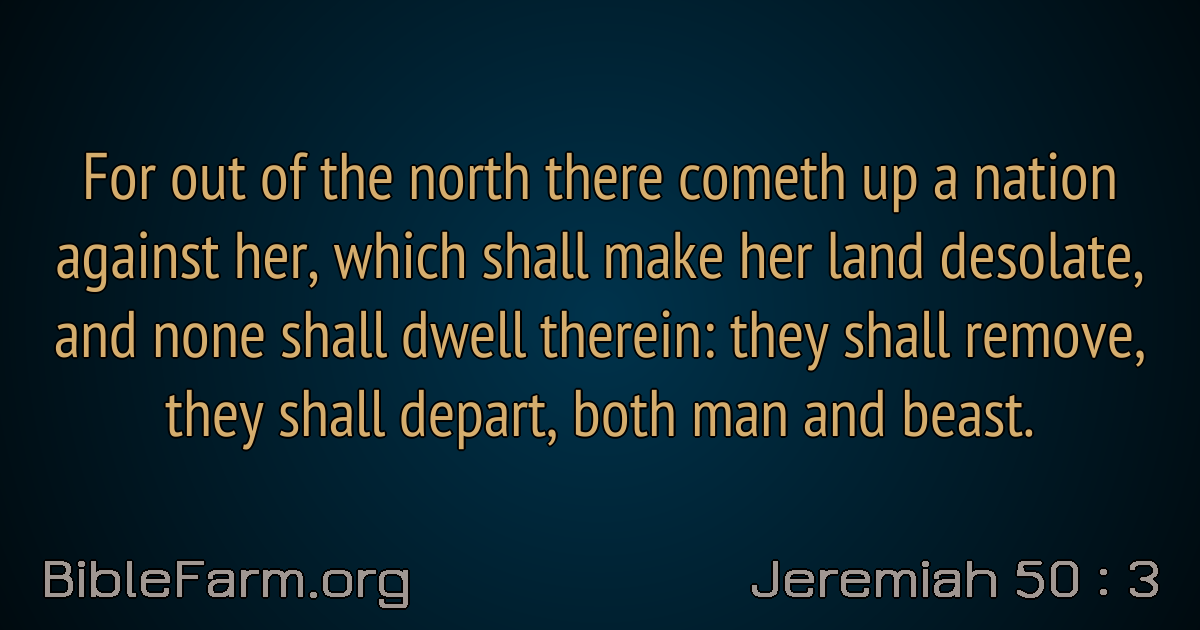 For out of the north there cometh up a nation
against her, which shall make her land desolate,
and none shall dwell therein: they shall remove,
they shall depart, both man and beast.
BibleFarm.org
Jeremiah 50 : 3